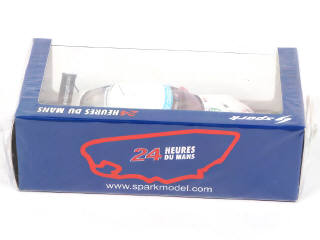 24 HEURES DU MANS
spark
24 HEURES
DU MANS
www.sparkmodel.com